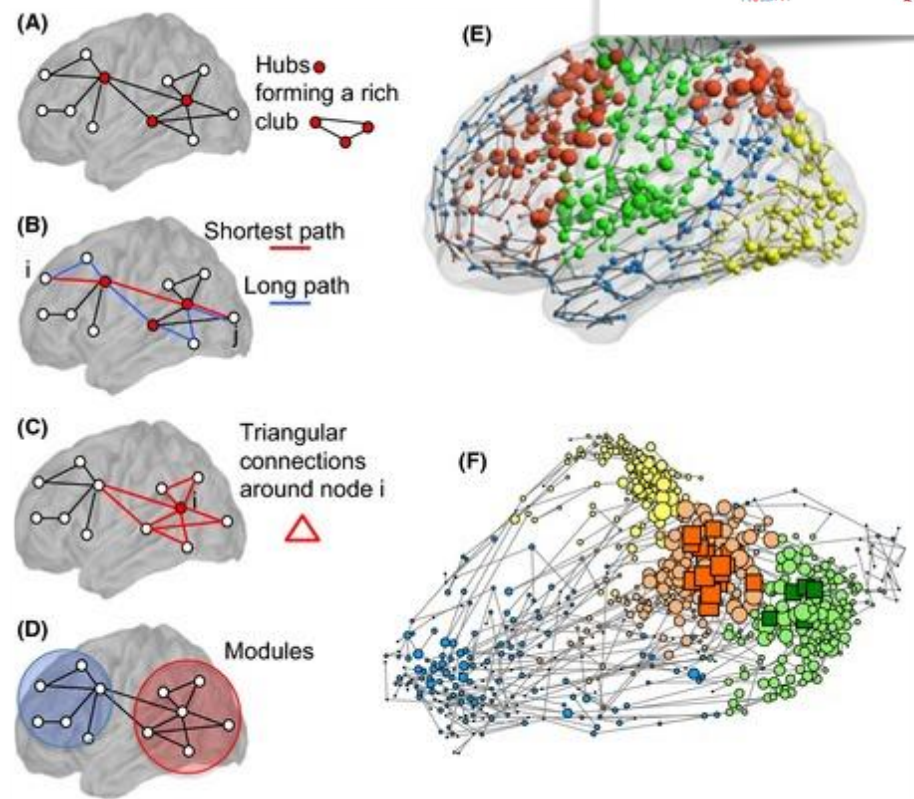 (A)
Hubs
forming a rich
club
(B)
Shortest path
Long path
i
j
(C)
Triangular
connections
around node i
i
(D)
Modules
(E)
(F)